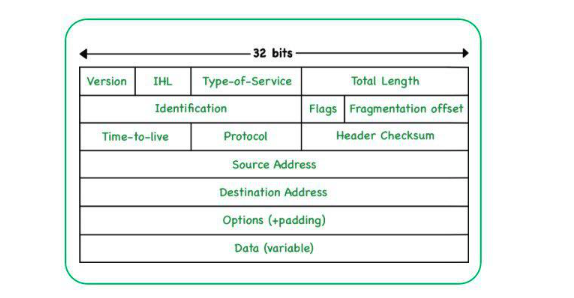 32 bits
Version IHL Type-of-Service Total Length
Identification Flags Fragmentation offset
Time-to-live Protocol Header Checksum
Source Address
Destination Address
Options (+padding)
Data (variable)